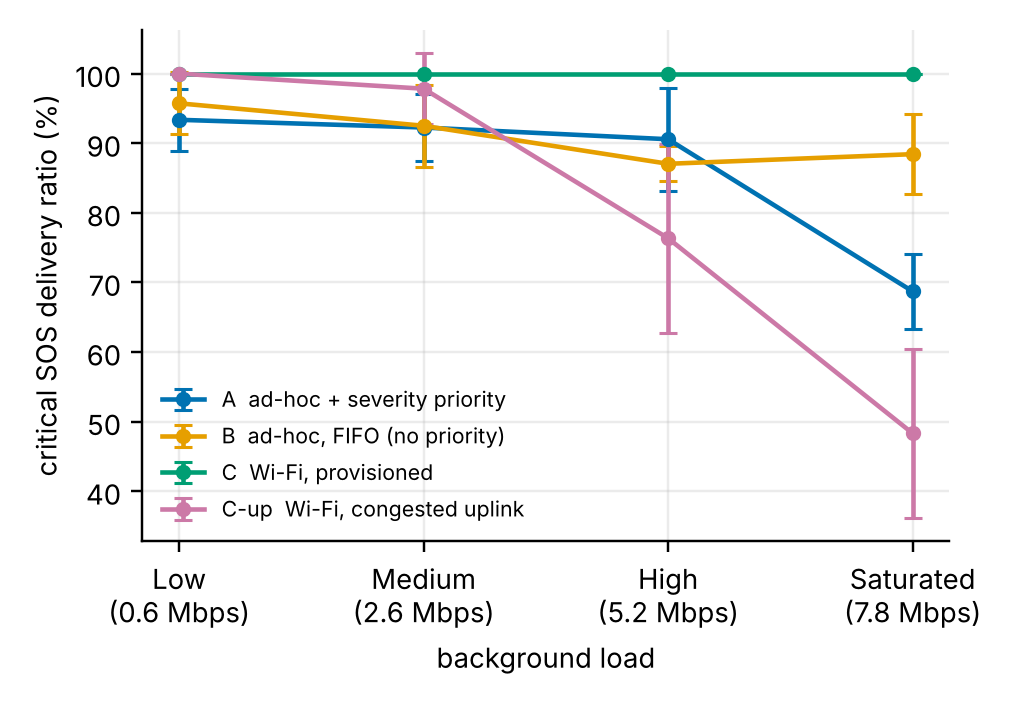 critical SOS delivery ratio (%)
100
90
80
70
60
50
40
A ad-hoc + severity priority
B ad-hoc, FIFO (no priority)
C Wi-Fi, provisioned
C-up Wi-Fi, congested uplink
Low Medium High Saturated
(0.6 Mbps) (2.6 Mbps) (5.2 Mbps) (7.8 Mbps)
background load